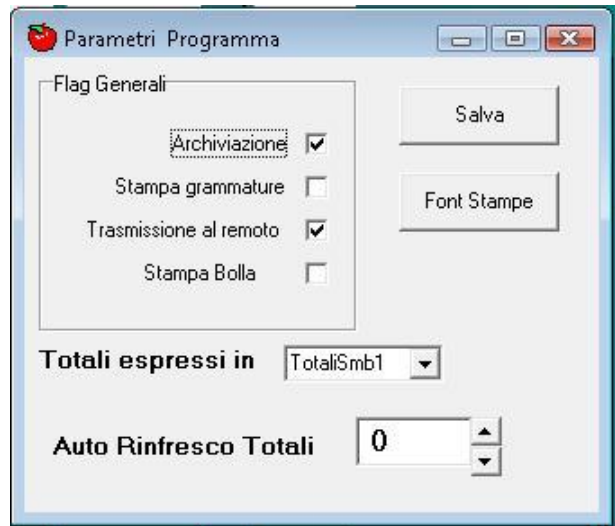 Parametri Programma
Flag Generali
Archiviazione
Stampa grammature
Trasmissione al remoto
Stampa Bolla
Salva
Font Stampe
Totali espressi in TotaliSmb1
Auto Rinfresco Totali 0